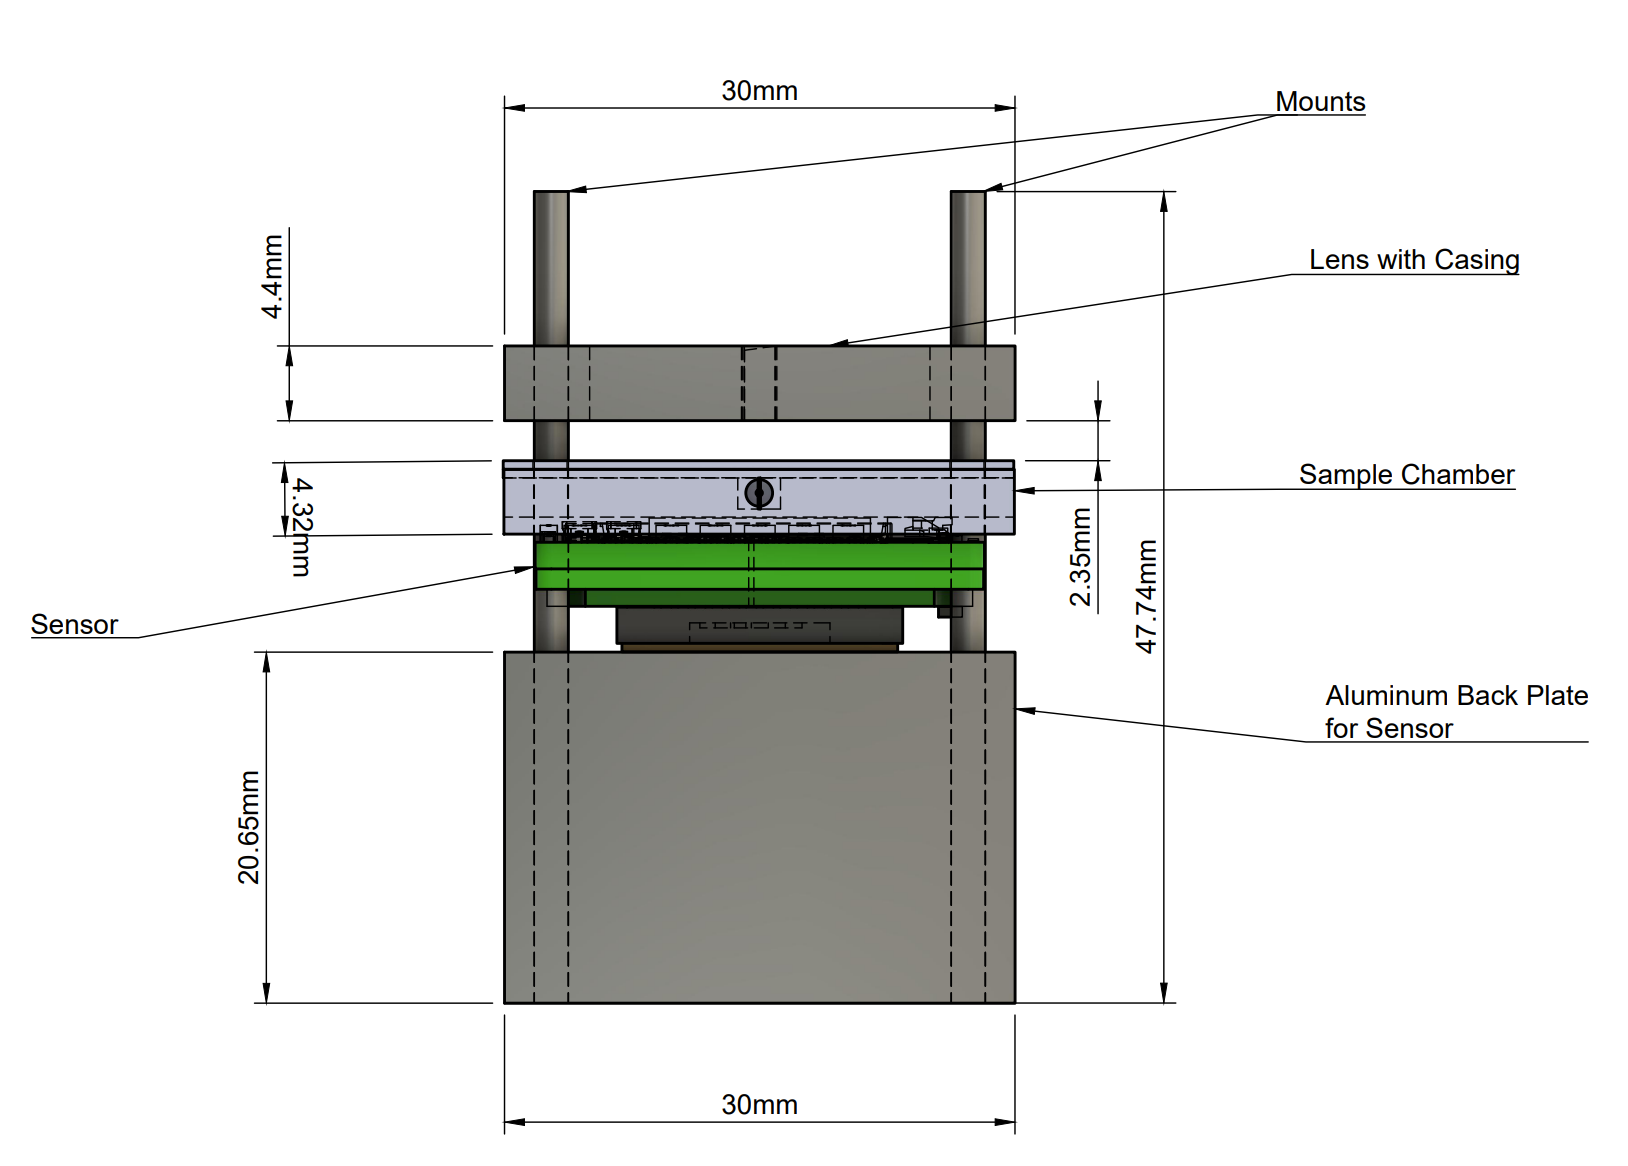 30mm
Mounts
4.4mm
Lens with Casing
Sample Chamber
4.32mm
2.35mm
47.74mm
Sensor
Aluminum Back Plate
for Sensor
20.65mm
30mm